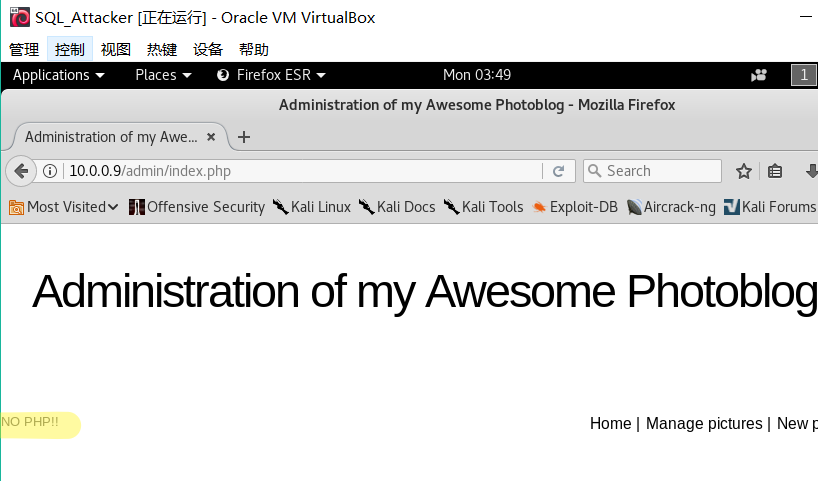 SQL_Attacker [正在运行] - Oracle VM VirtualBox
管理 控制 视图 热键 设备 帮助
Applications Places Firefox ESR Mon 03:49 1
Administration of my Awesome Photoblog - Mozilla Firefox
Administration of my Awe...
10.0.0.9/admin/index.php Search
Most Visited Offensive Security Kali Linux Kali Docs Kali Tools Exploit-DB Aircrack-ng Kali Forums
Administration of my Awesome Photoblog
NO PHP!! Home | Manage pictures | New p